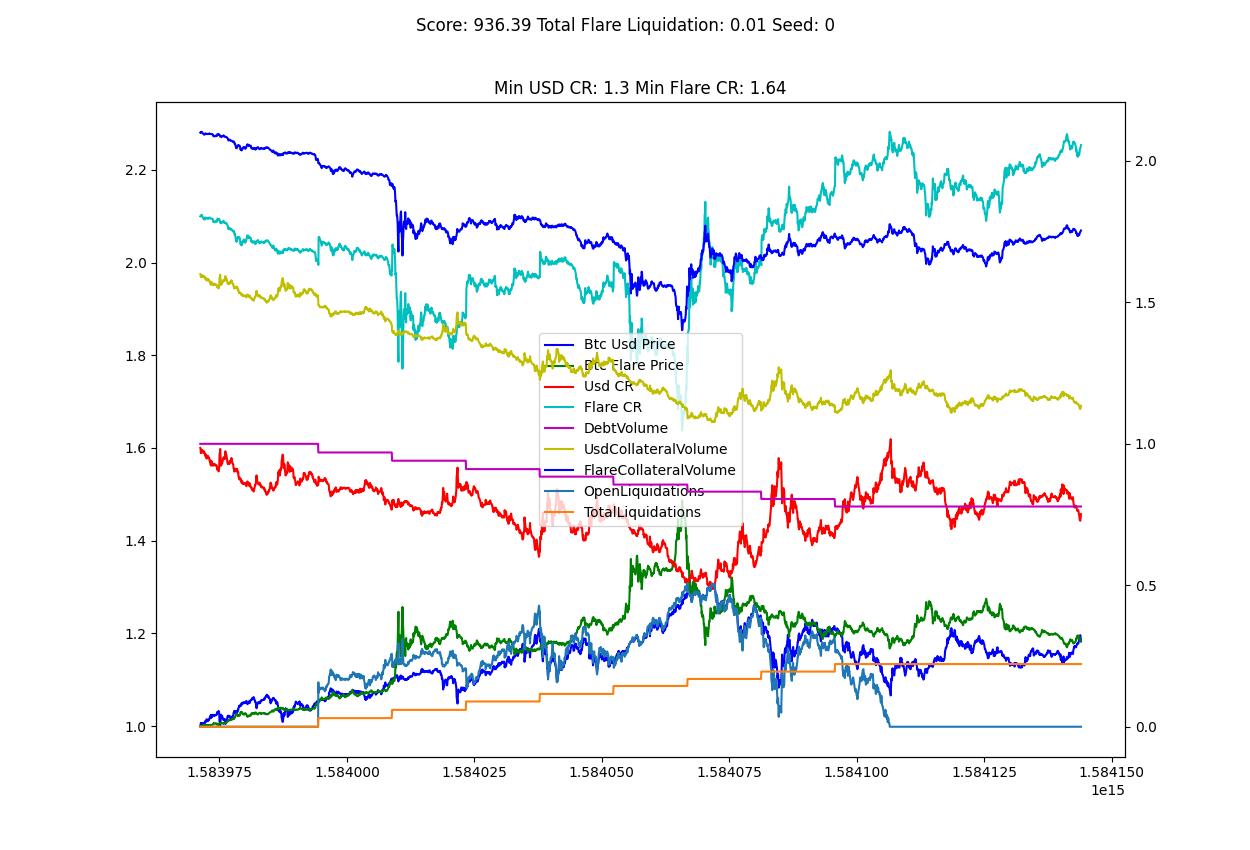 Score: 936.39 Total Flare Liquidation: 0.01 Seed: 0
Min USD CR: 1.3 Min Flare CR: 1.64
2.2
2.0
1.8
1.6
1.4
1.2
1.0
2.0
1.5
1.0
0.5
0.0
Btc Usd Price
Btc Flare Price
Usd CR
Flare CR
DebtVolume
UsdCollateralVolume
FlareCollateralVolume
OpenLiquidations
TotalLiquidations
1.583975 1.584000 1.584025 1.584050 1.584075 1.584100 1.584125 1.584150
1e15